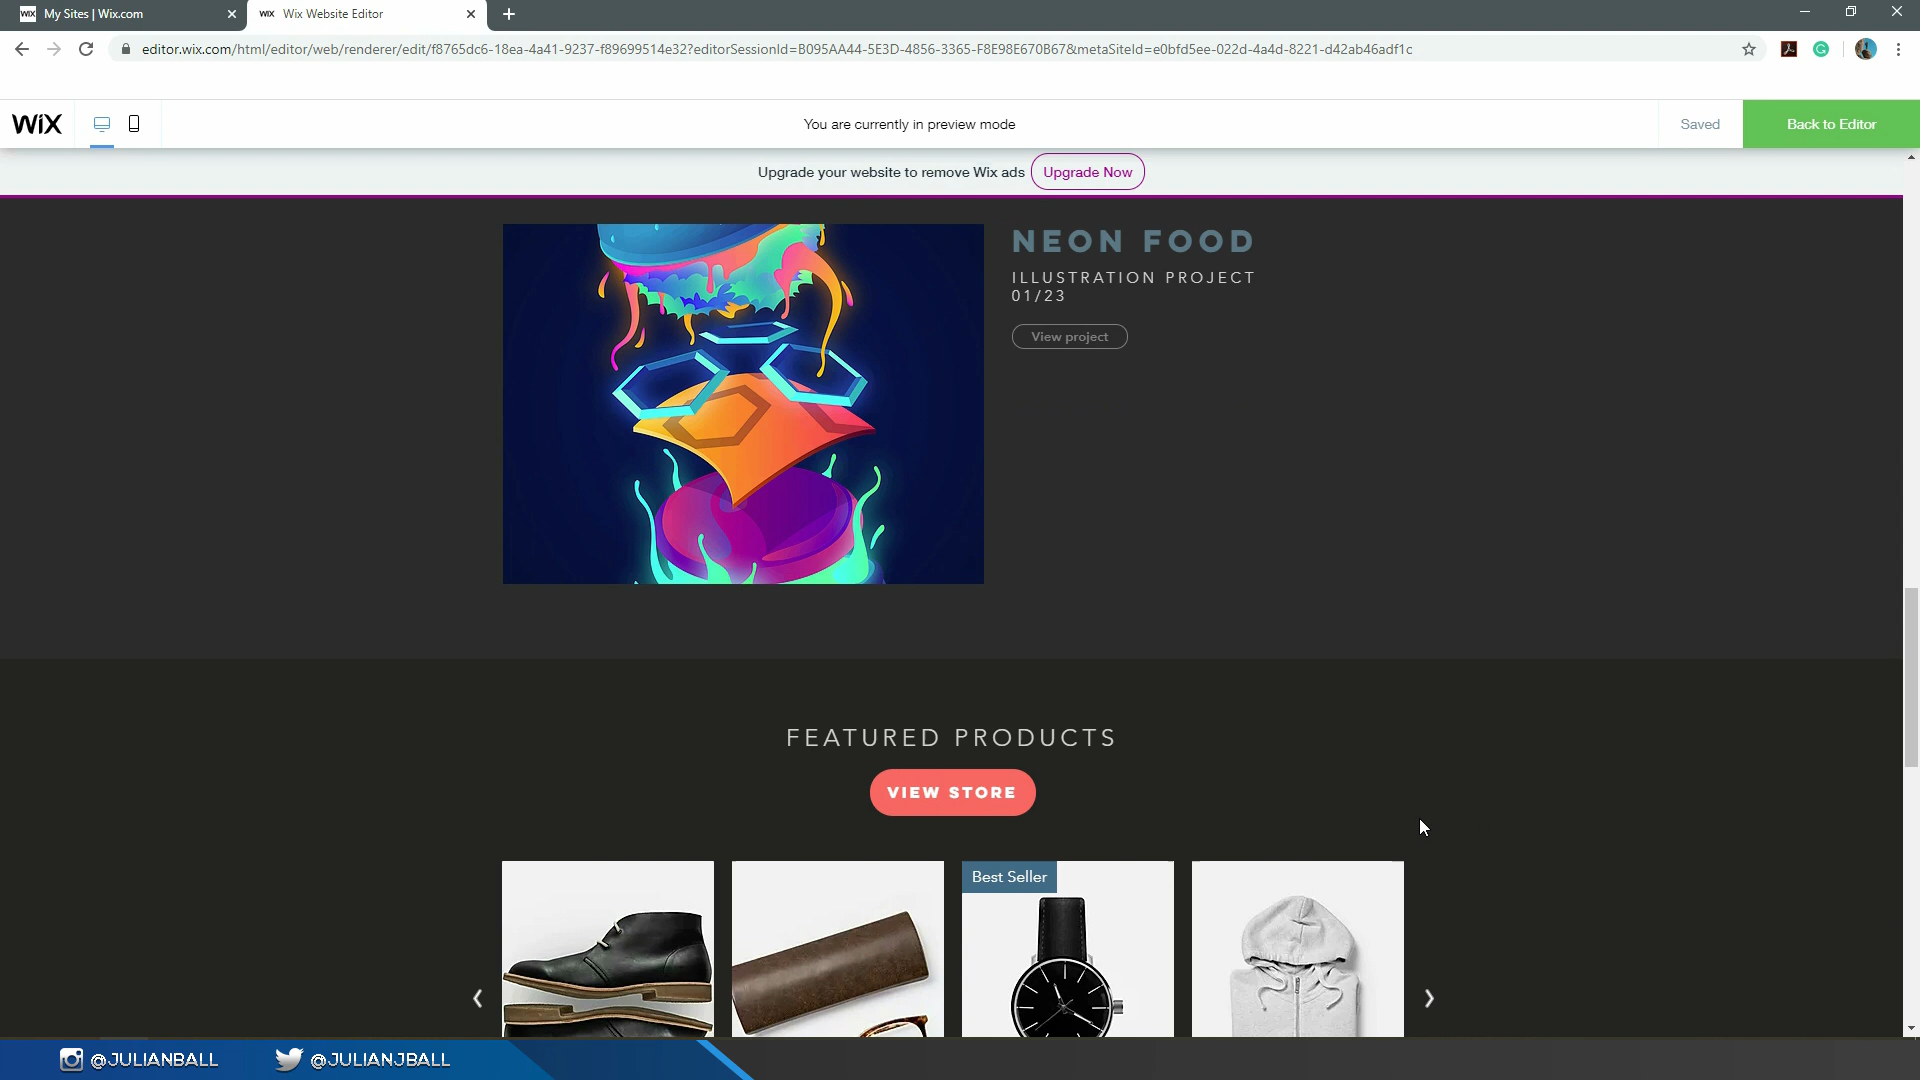 WIX My Sites | Wix.com
WIX Wix Website Editor
editor.wix.com/html/editor/web/renderer/edit/f8765dc6-18ea-4a41-9237-f89699514e32?editorSessionId=B095AA44-5E3D-4856-3365-F8E98E670B67&metaSiteId=e0bfd5ee-022d-4a4d-8221-d42ab46adf1c
WiX
You are currently in preview mode
Saved
Back to Editor
Upgrade your website to remove Wix ads
Upgrade Now
NEON FOOD
ILLUSTRATION PROJECT
01/23
View project
FEATURED PRODUCTS
VIEW STORE
Best Seller
@JULIANBALL
@JULIANJBALL